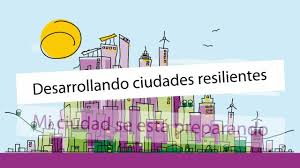 Desarrollando ciudades resilientes
Mi ciudad se está preparando